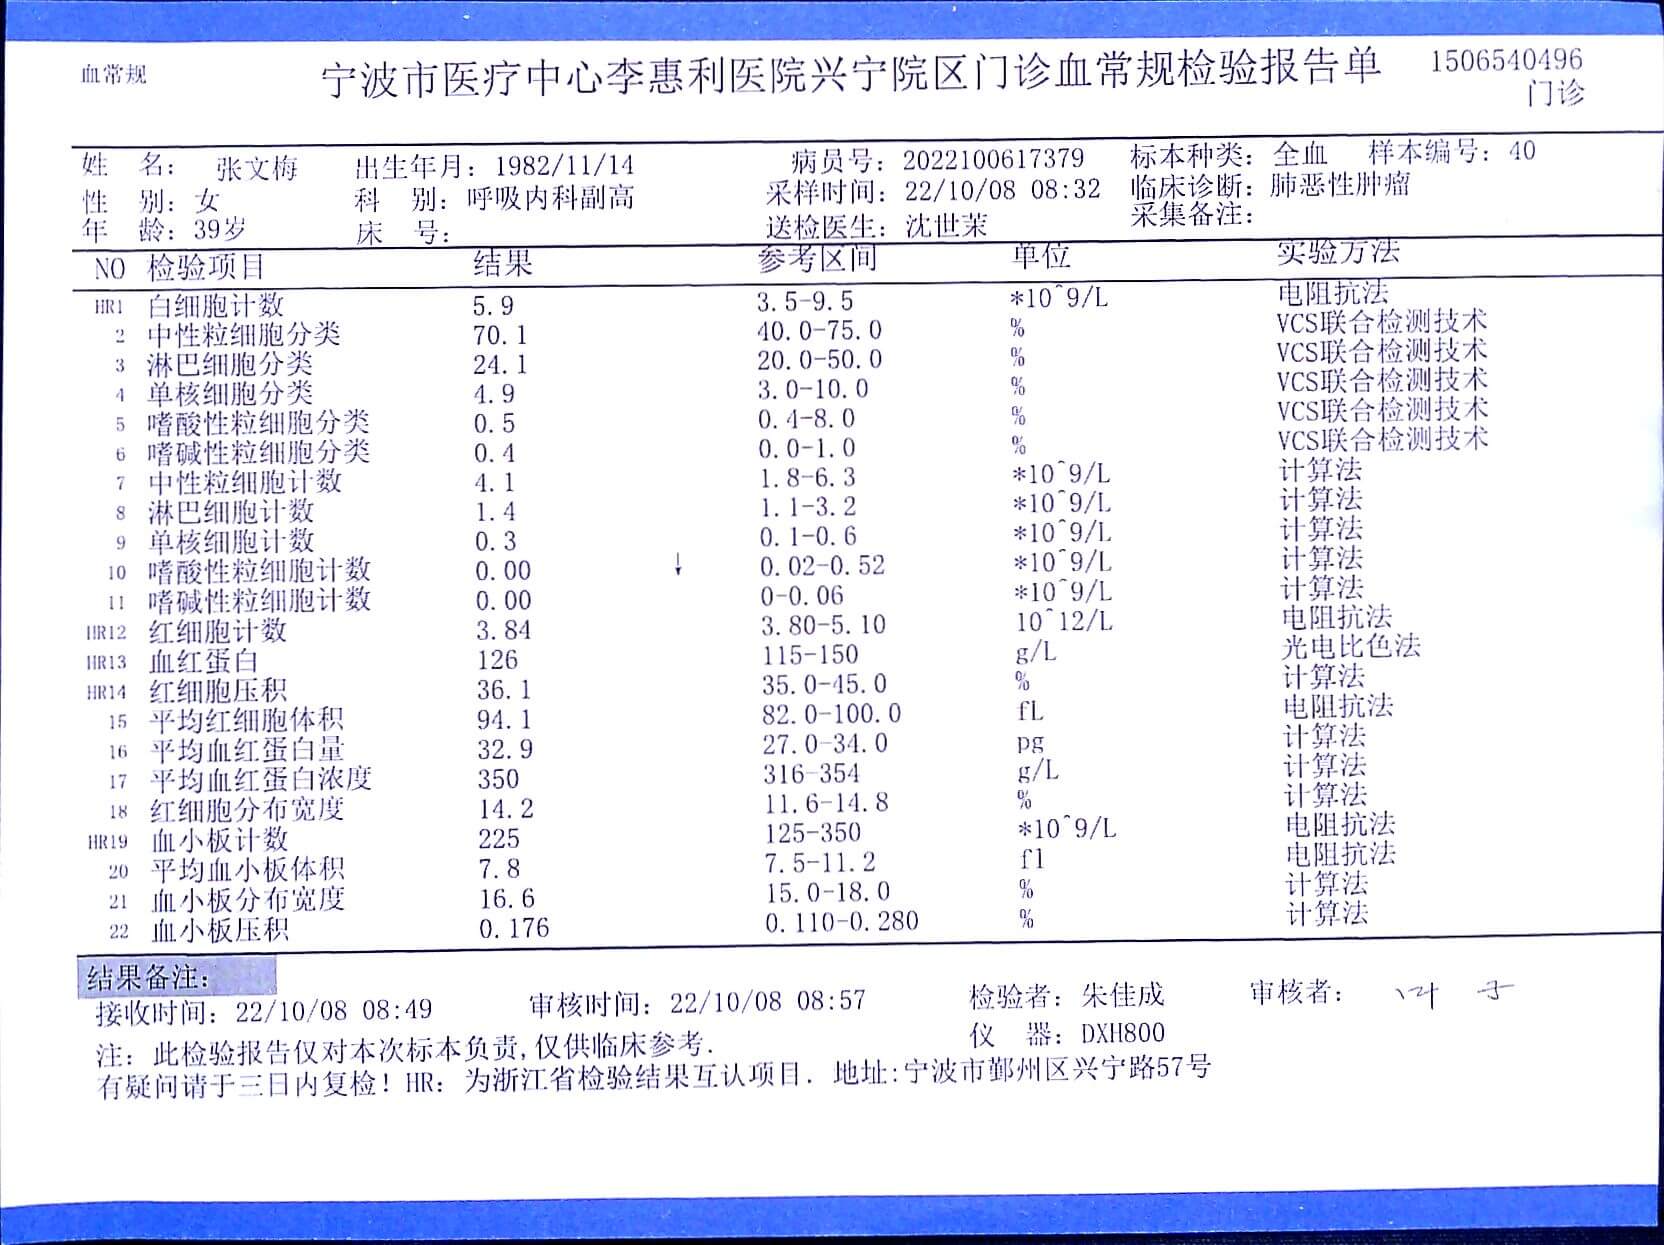 血常规 宁波市医疗中心李惠利医院兴宁院区门诊血常规检验报告单 1506540496
门诊
姓 名: 张文梅 出生年月: 1982/11/14 病员号: 2022100617379 标本种类: 全血 样本编号: 40
性 别: 女 科 别: 呼吸内科副高 采样时间: 22/10/08 08:32 临床诊断: 肺恶性肿瘤
年 龄: 39岁 床 号: 送检医生: 沈世茉 采集备注:
NO 检验项目 结果 参考区间 单位 实验方法
HR1 白细胞计数 5.9 3.5-9.5 *10^9/L 电阻抗法
2 中性粒细胞分类 70.1 40.0-75.0 % VCS联合检测技术
3 淋巴细胞分类 24.1 20.0-50.0 % VCS联合检测技术
4 单核细胞分类 4.9 3.0-10.0 % VCS联合检测技术
5 嗜酸性粒细胞分类 0.5 0.4-8.0 % VCS联合检测技术
6 嗜碱性粒细胞分类 0.4 0.0-1.0 % VCS联合检测技术
7 中性粒细胞计数 4.1 1.8-6.3 *10^9/L 计算法
8 淋巴细胞计数 1.4 1.1-3.2 *10^9/L 计算法
9 单核细胞计数 0.3 0.1-0.6 *10^9/L 计算法
10 嗜酸性粒细胞计数 0.00 ↓ 0.02-0.52 *10^9/L 计算法
11 嗜碱性粒细胞计数 0.00 0-0.06 *10^9/L 计算法
HR12 红细胞计数 3.84 3.80-5.10 10^12/L 电阻抗法
HR13 血红蛋白 126 115-150 g/L 光电比色法
HR14 红细胞压积 36.1 35.0-45.0 % 计算法
15 平均红细胞体积 94.1 82.0-100.0 fL 电阻抗法
16 平均血红蛋白量 32.9 27.0-34.0 pg 计算法
17 平均血红蛋白浓度 350 316-354 g/L 计算法
18 红细胞分布宽度 14.2 11.6-14.8 % 计算法
HR19 血小板计数 225 125-350 *10^9/L 电阻抗法
20 平均血小板体积 7.8 7.5-11.2 fl 电阻抗法
21 血小板分布宽度 16.6 15.0-18.0 % 计算法
22 血小板压积 0.176 0.110-0.280 % 计算法
结果备注:
接收时间: 22/10/08 08:49 审核时间: 22/10/08 08:57 检验者: 朱佳成 审核者:
仪 器: DXH800
注: 此检验报告仅对本次标本负责,仅供临床参考.
有疑问请于三日内复检! HR: 为浙江省检验结果互认项目. 地址:宁波市鄞州区兴宁路57号